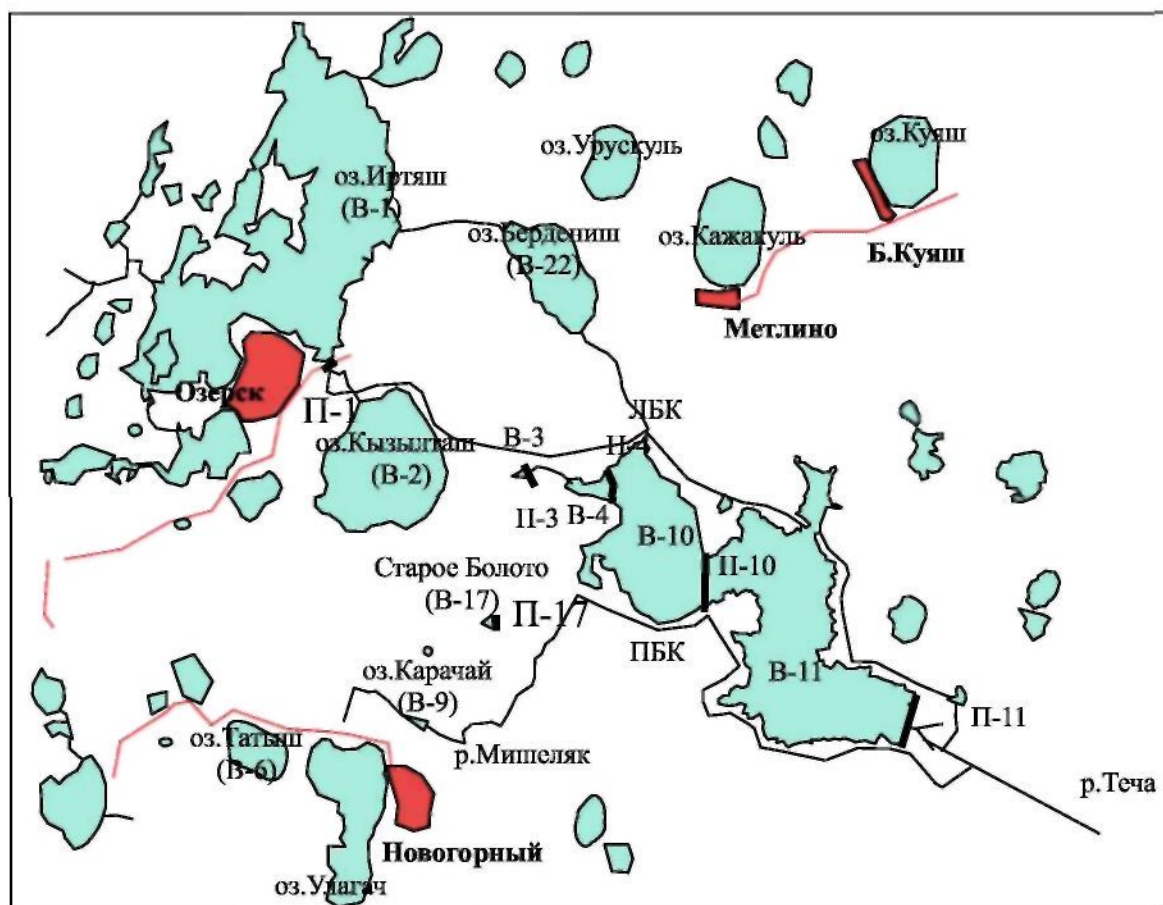 оз.Куяш
оз.Урускуль
оз.Иртяш
(В-1)
оз.Бердениш
(В-22)
оз.Кажакуль
Б.Куяш
Метлино
Озерск
П-1
ЛБК
В-3
П-4
оз.Кызылташ
(В-2)
П-3
В-4
В-10
П-10
Старое Болото
(В-17)
П-17
ПБК
оз.Карачай
(В-9)
В-11
П-11
оз.Татыш
(В-6)
р.Мишеляк
р.Теча
Новогорный
оз.Улагач